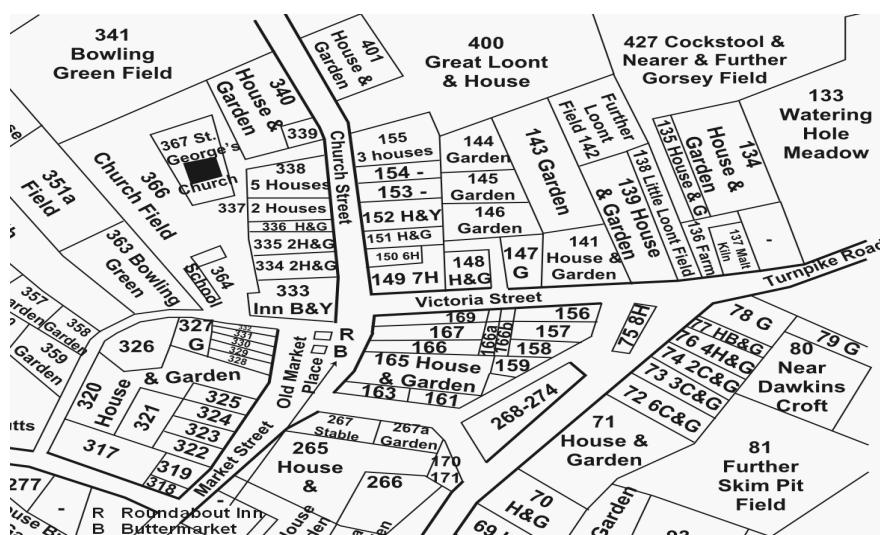 341
Bowling
Green Field
340
House &
Garden
401
House &
Garden
400
Great Loont
& House
427 Cockstool &
Nearer & Further
Gorsey Field
133
Watering
Hole
Meadow
339
367 St.
George's
Church
366
Church Field
351a
Field
363 Bowling
Green
364
School
338
5 Houses
337
2 Houses
336 H&G
335 2H&G
334 2H&G
333
Inn B&Y
Church Street
155
3 houses
154 -
153 -
152 H&Y
151 H&G
150 6H
149 7H
144
Garden
145
Garden
146
Garden
148
H&G
147
G
143 Garden
Further
Loont
Field 142
141
House &
Garden
139 House
& Garden
138 Little Loont Field
135 House & G
136 Farm
134
House &
Garden
137 Malt
Kiln
-
Turnpike Road
Victoria Street
357
Garden
358
Garden
359
Garden
326
327
G
330
329
328
320
House
& Garden
321
325
324
323
322
317
319
318
Market Street
Old Market
Place
R
B
169
167
166
165 House
& Garden
163
161
166a
166b
156
157
158
159
75 8H
78 G
77 HB&G
76 4H&G
74 2C&G
73 3C&G
72 6C&G
79 G
80
Near
Dawkins
Croft
81
Further
Skim Pit
Field
268-274
71
House &
Garden
267
Stable
267a
Garden
170
171
265
House
&
266
70
H&G
69
Garden
277
-
-
R Roundabout Inn
B Buttermarket